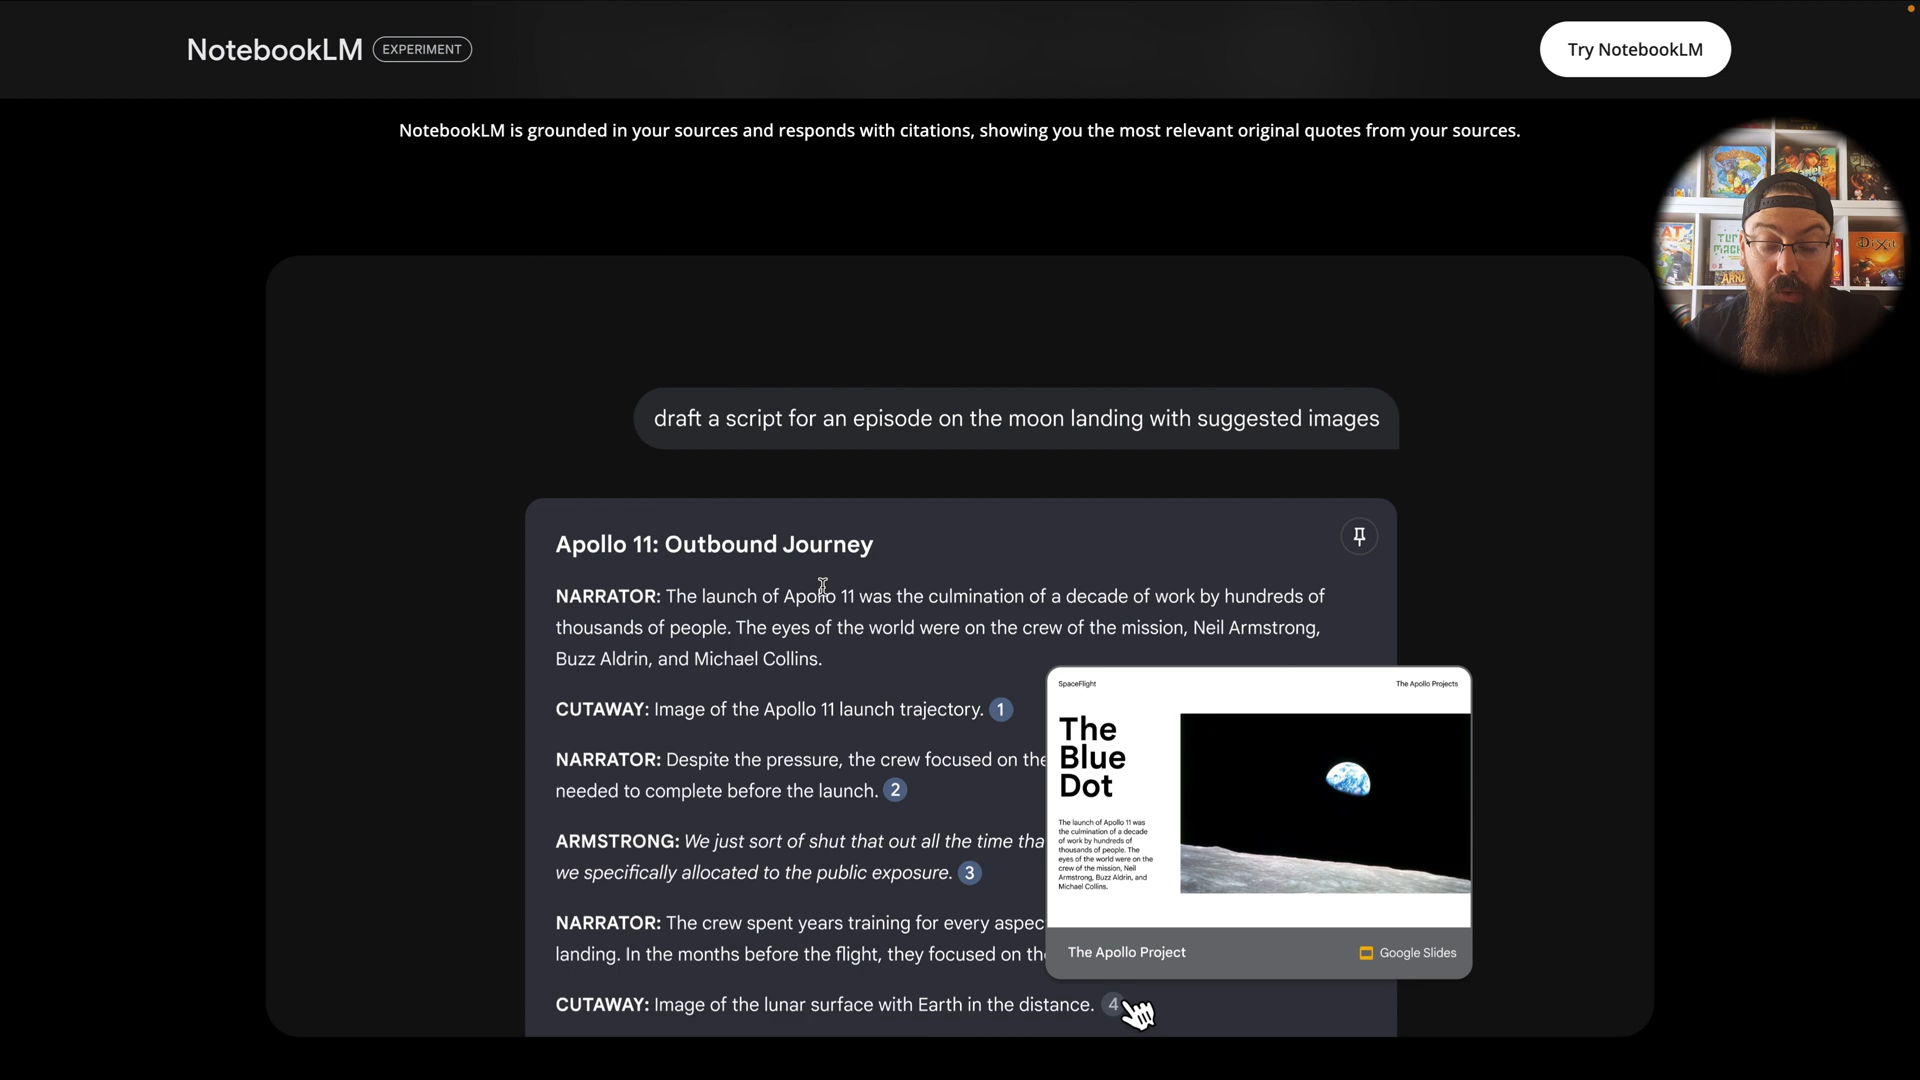 NotebookLM EXPERIMENT
Try NotebookLM
NotebookLM is grounded in your sources and responds with citations, showing you the most relevant original quotes from your sources.
draft a script for an episode on the moon landing with suggested images
Apollo 11: Outbound Journey
NARRATOR: The launch of Apollo 11 was the culmination of a decade of work by hundreds of
thousands of people. The eyes of the world were on the crew of the mission, Neil Armstrong,
Buzz Aldrin, and Michael Collins.
CUTAWAY: Image of the Apollo 11 launch trajectory. 1
NARRATOR: Despite the pressure, the crew focused on the
needed to complete before the launch. 2
ARMSTRONG: We just sort of shut that out all the time tha
we specifically allocated to the public exposure. 3
NARRATOR: The crew spent years training for every aspec
landing. In the months before the flight, they focused on th
CUTAWAY: Image of the lunar surface with Earth in the distance. 4
SpaceFlight
The Apollo Projects
The
Blue
Dot
The launch of Apollo 11 was
the culmination of a decade
of work by hundreds of
thousands of people. The
eyes of the world were on the
crew of the mission, Neil
Armstrong, Buzz Aldrin, and
Michael Collins.
The Apollo Project
Google Slides
DiXit